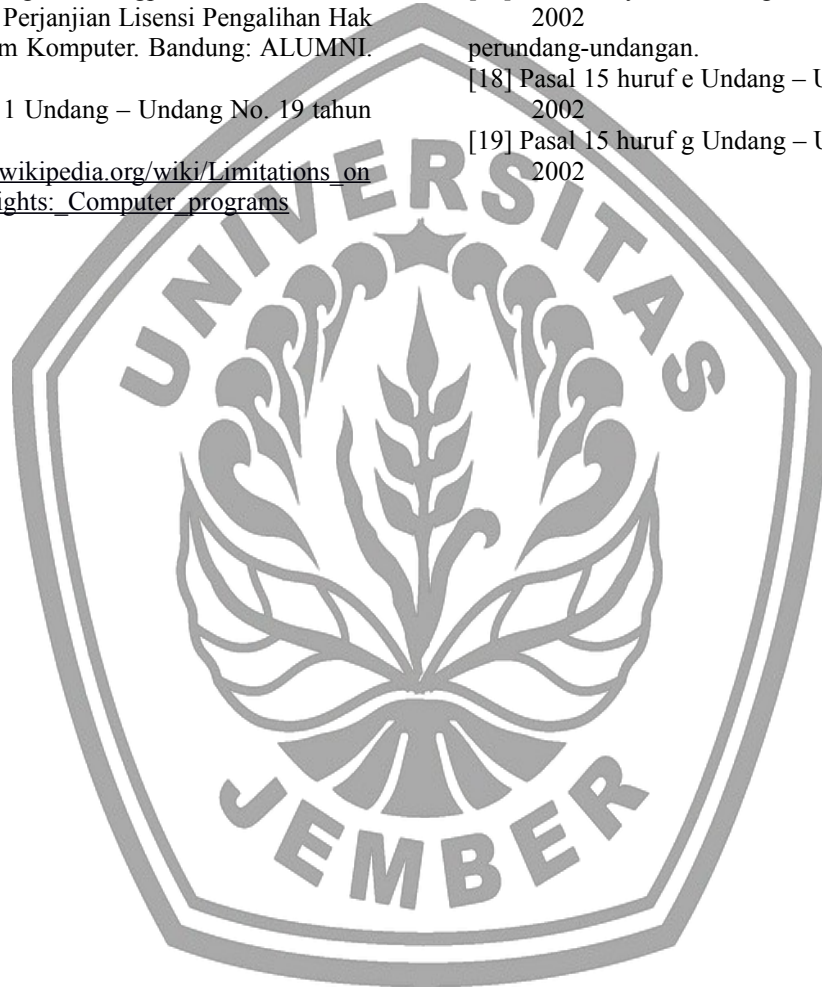 Perjanjian Lisensi Pengalihan Hak
Komputer. Bandung: ALUMNI.
1 Undang – Undang No. 19 tahun
wikipedia.org/wiki/Limitations_on
ights:_Computer_programs
2002
perundang-undangan.
[18] Pasal 15 huruf e Undang – U
2002
[19] Pasal 15 huruf g Undang – U
2002
UNIVERSITAS
JEMBER